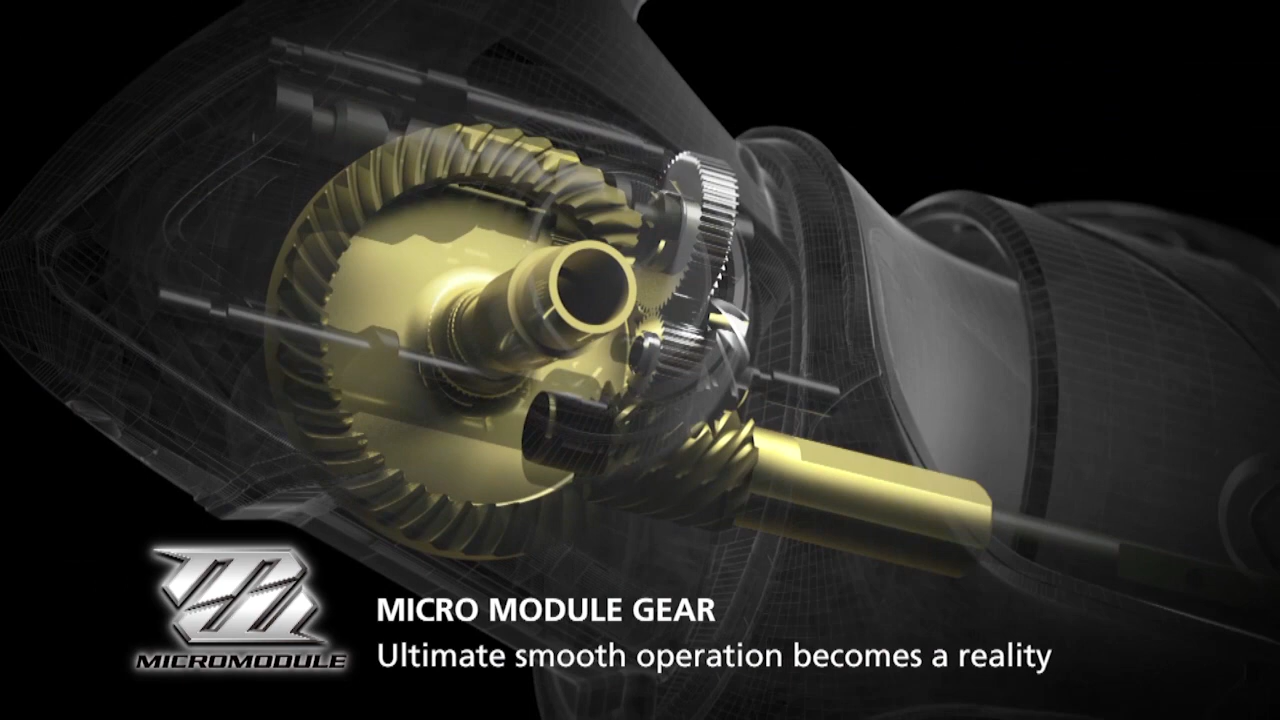 MICRO MODULE GEAR
MICROMODULE
Ultimate smooth operation becomes a reality